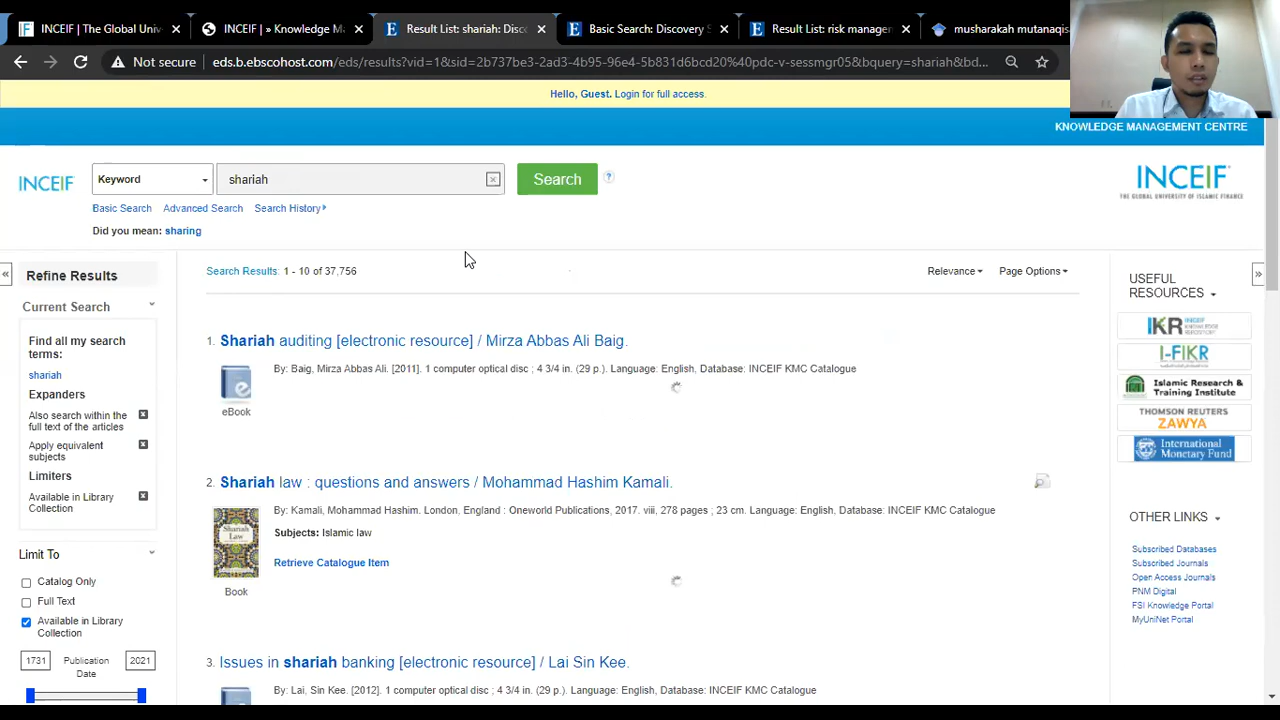 INCEIF | The Global Univ
INCEIF | » Knowledge Ma
Result List: shariah: Disco
Basic Search: Discovery S
Result List: risk managem
musharakah mutanaqis
Not secure
eds.b.ebscohost.com/eds/results?vid=1&sid=2b737be3-2ad3-4b95-96e4-5b831d6bcd20%40pdc-v-sessmgr05&bquery=shariah&bd...
Hello, Guest. Login for full access.
KNOWLEDGE MANAGEMENT CENTRE
INCEIF
Keyword
shariah
Search
INCEIF
THE GLOBAL UNIVERSITY OF ISLAMIC FINANCE
Basic Search
Advanced Search
Search History
Did you mean: sharing
Refine Results
Current Search
Find all my search
terms:
shariah
Expanders
Also search within the
full text of the articles
Apply equivalent
subjects
Limiters
Available in Library
Collection
Limit To
Catalog Only
Full Text
Available in Library
Collection
1731
Publication
Date
2021
Search Results: 1 - 10 of 37,756
Relevance
Page Options
1. Shariah auditing [electronic resource] / Mirza Abbas Ali Baig.
By: Baig, Mirza Abbas Ali. [2011]. 1 computer optical disc ; 4 3/4 in. (29 p.). Language: English, Database: INCEIF KMC Catalogue
eBook
2. Shariah law : questions and answers / Mohammad Hashim Kamali.
By: Kamali, Mohammad Hashim. London, England : Oneworld Publications, 2017. viii, 278 pages ; 23 cm. Language: English, Database: INCEIF KMC Catalogue
Subjects: Islamic law
Shariah
Law
Retrieve Catalogue Item
Book
3. Issues in shariah banking [electronic resource] / Lai Sin Kee.
By: Lai, Sin Kee. [2012]. 1 computer optical disc ; 4 3/4 in. (29 p.). Language: English, Database: INCEIF KMC Catalogue
USEFUL
RESOURCES
IKR INCEIF KNOWLEDGE REPOSITORY
I-FIKR
Islamic Research &
Training Institute
THOMSON REUTERS
ZAWYA
International
Monetary Fund
OTHER LINKS
Subscribed Databases
Subscribed Journals
Open Access Journals
PNM Digital
FSI Knowledge Portal
MyUniNet Portal